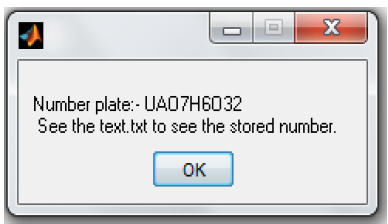 Number plate:- UA07H6032
See the text.txt to see the stored number.
OK